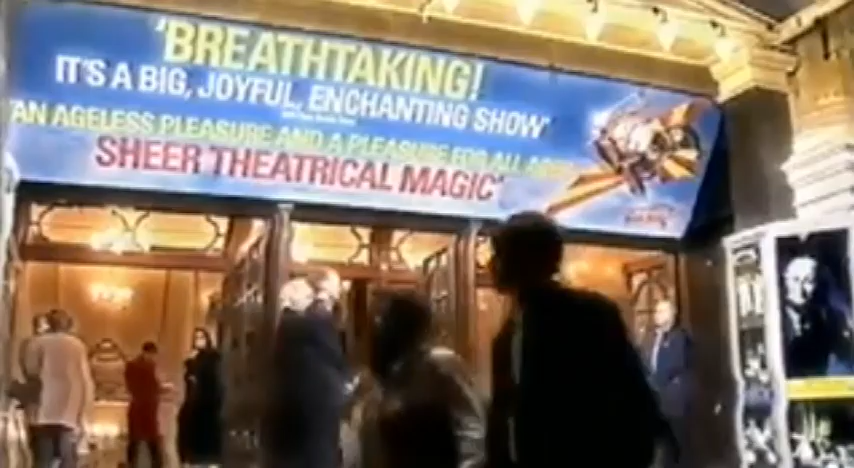 'BREATHTAKING!
IT'S A BIG, JOYFUL, ENCHANTING SHOW'
'AN AGELESS PLEASURE AND A PLEASURE FOR ALL AGES
SHEER THEATRICAL MAGIC'